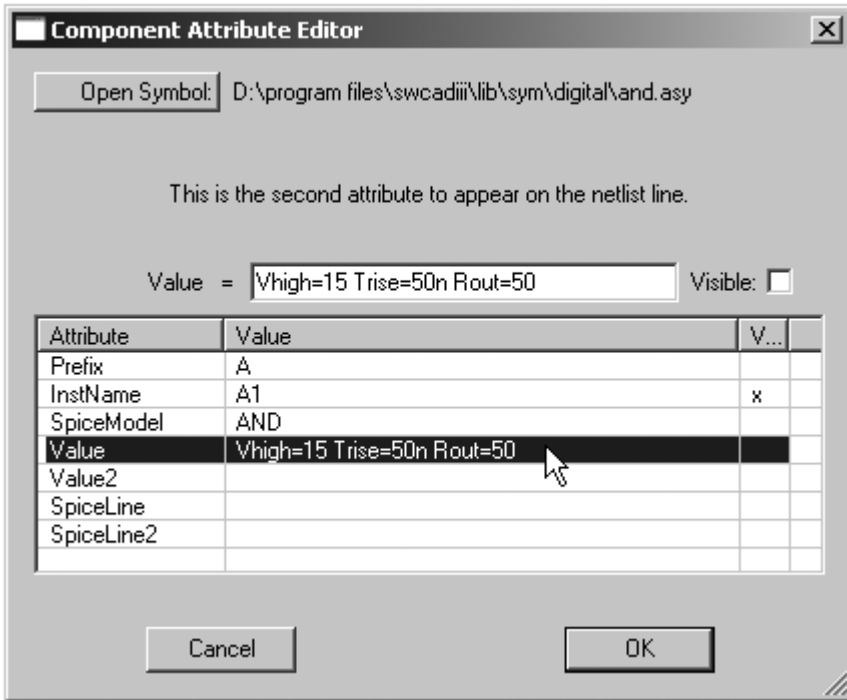 Component Attribute Editor
Open Symbol: D:\program files\swcadiii\lib\sym\digital\and.asy
This is the second attribute to appear on the netlist line.
Value = Vhigh=15 Trise=50n Rout=50 Visible:
Attribute Value V...
Prefix A
InstName A1 x
SpiceModel AND
Value Vhigh=15 Trise=50n Rout=50
Value2
SpiceLine
SpiceLine2
Cancel OK